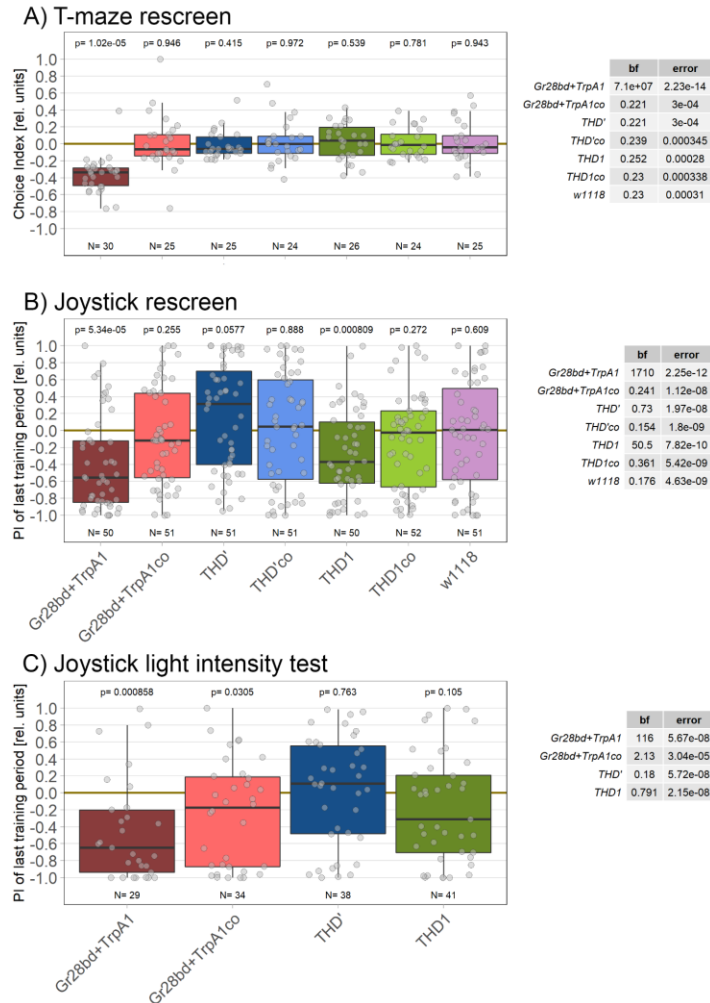 A) T-maze rescreen
p= 1.02e-05 p= 0.946 p= 0.415 p= 0.972 p= 0.539 p= 0.781 p= 0.943
Choice Index [rel. units]
1.0
0.8
0.6
0.4
0.2
0.0
-0.2
-0.4
-0.6
-0.8
-1.0
N= 30 N= 25 N= 25 N= 24 N= 26 N= 24 N= 25
bf error
Gr28bd+TrpA1 7.1e+07 2.23e-14
Gr28bd+TrpA1co 0.221 3e-04
THD' 0.221 3e-04
THD'co 0.239 0.000345
THD1 0.252 0.00028
THD1co 0.23 0.000338
w1118 0.23 0.00031
B) Joystick rescreen
p= 5.34e-05 p= 0.255 p= 0.0577 p= 0.888 p= 0.000809 p= 0.272 p= 0.609
PI of last training period [rel. units]
1.0
0.8
0.6
0.4
0.2
0.0
-0.2
-0.4
-0.6
-0.8
-1.0
N= 50 N= 51 N= 51 N= 51 N= 50 N= 52 N= 51
Gr28bd+TrpA1 Gr28bd+TrpA1co THD' THD'co THD1 THD1co w1118
bf error
Gr28bd+TrpA1 1710 2.25e-12
Gr28bd+TrpA1co 0.241 1.12e-08
THD' 0.73 1.97e-08
THD'co 0.154 1.8e-09
THD1 50.5 7.82e-10
THD1co 0.361 5.42e-09
w1118 0.176 4.63e-09
C) Joystick light intensity test
p= 0.000858 p= 0.0305 p= 0.763 p= 0.105
PI of last training period [rel. units]
1.0
0.8
0.6
0.4
0.2
0.0
-0.2
-0.4
-0.6
-0.8
-1.0
N= 29 N= 34 N= 38 N= 41
Gr28bd+TrpA1 Gr28bd+TrpA1co THD' THD1
bf error
Gr28bd+TrpA1 116 5.67e-08
Gr28bd+TrpA1co 2.13 3.04e-05
THD' 0.18 5.72e-08
THD1 0.791 2.15e-08